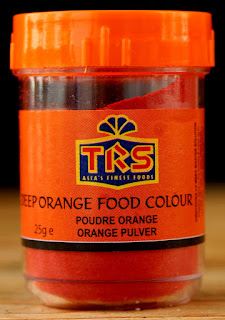 TRS
ASIA'S FINEST FOODS
DEEP ORANGE FOOD COLOUR
POUDRE ORANGE
25g e
ORANGE PULVER